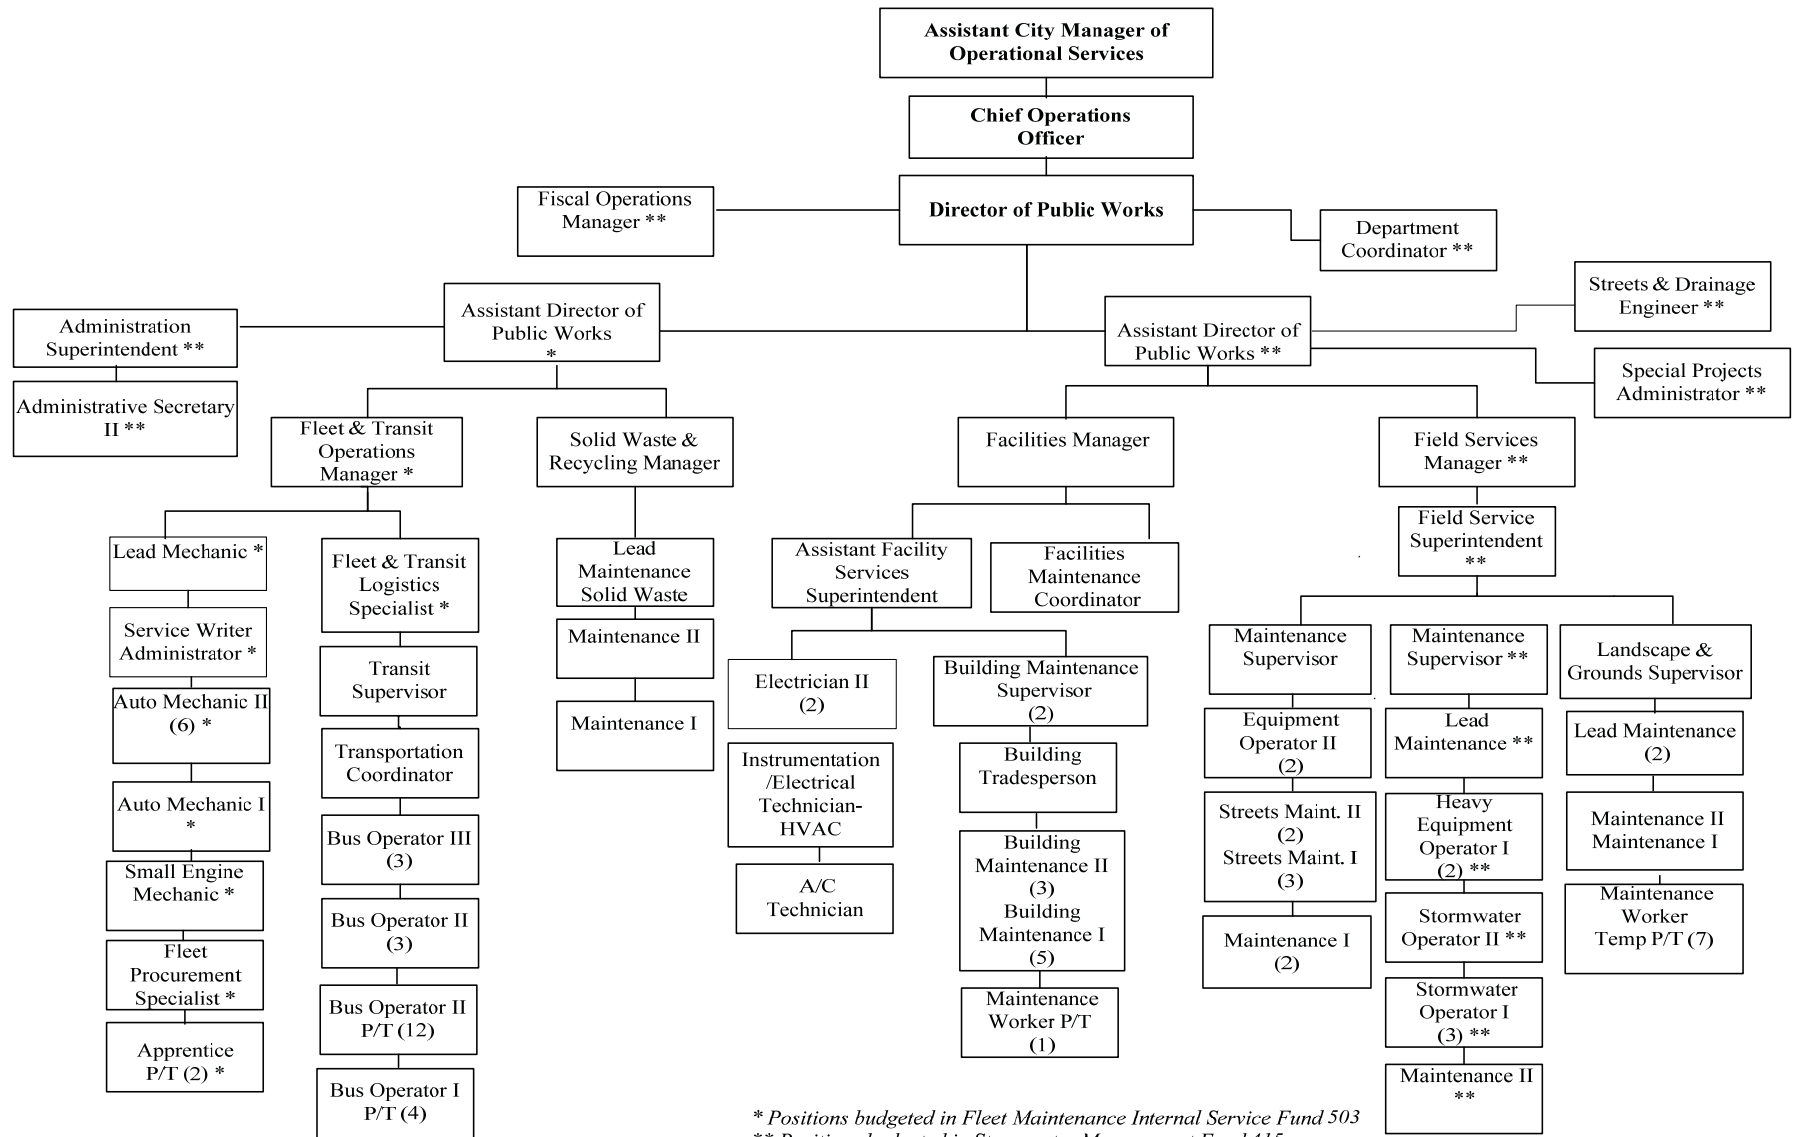 Assistant City Manager of
Operational Services
Chief Operations
Officer
Fiscal Operations
Manager **
Director of Public Works
Department
Coordinator **
Streets & Drainage
Engineer **
Administration
Superintendent **
Assistant Director of
Public Works
*
Assistant Director of
Public Works **
Special Projects
Administrator **
Administrative Secretary
II **
Fleet & Transit
Operations
Manager *
Solid Waste &
Recycling Manager
Facilities Manager
Field Services
Manager **
Field Service
Superintendent
**
Lead Mechanic *
Service Writer
Administrator *
Auto Mechanic II
(6) *
Auto Mechanic I
*
Small Engine
Mechanic *
Fleet
Procurement
Specialist *
Apprentice
P/T (2) *
Fleet & Transit
Logistics
Specialist *
Transit
Supervisor
Transportation
Coordinator
Bus Operator III
(3)
Bus Operator II
(3)
Bus Operator II
P/T (12)
Bus Operator I
P/T (4)
Lead
Maintenance
Solid Waste
Maintenance II
Maintenance I
Assistant Facility
Services
Superintendent
Facilities
Maintenance
Coordinator
Electrician II
(2)
Instrumentation
/Electrical
Technician-
HVAC
A/C
Technician
Building Maintenance
Supervisor
(2)
Building
Tradesperson
Building
Maintenance II
(3)
Building
Maintenance I
(5)
Maintenance
Worker P/T
(1)
Maintenance
Supervisor
Equipment
Operator II
(2)
Streets Maint. II
(2)
Streets Maint. I
(3)
Maintenance I
(2)
Maintenance
Supervisor **
Lead
Maintenance **
Heavy
Equipment
Operator I
(2) **
Stormwater
Operator II **
Stormwater
Operator I
(3) **
Maintenance II
**
Landscape &
Grounds Supervisor
Lead Maintenance
(2)
Maintenance II
Maintenance I
Maintenance
Worker
Temp P/T (7)
* Positions budgeted in Fleet Maintenance Internal Service Fund 503